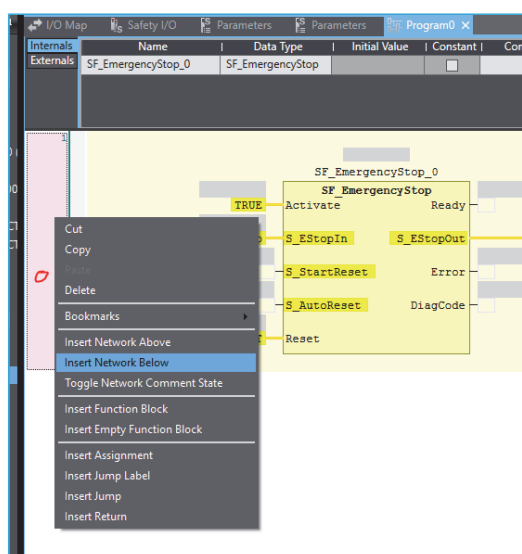 I/O Map Safety I/O Parameters Parameters Program0 ×
Internals Name Data Type Initial Value Constant
Externals SF_EmergencyStop_0 SF_EmergencyStop
1
SF_EmergencyStop_0
SF_EmergencyStop
TRUE Activate Ready
S_EStopIn S_EStopOut
S_StartReset Error
S_AutoReset DiagCode
Reset
Cut
Copy
Paste
Delete
Bookmarks
Insert Network Above
Insert Network Below
Toggle Network Comment State
Insert Function Block
Insert Empty Function Block
Insert Assignment
Insert Jump Label
Insert Jump
Insert Return